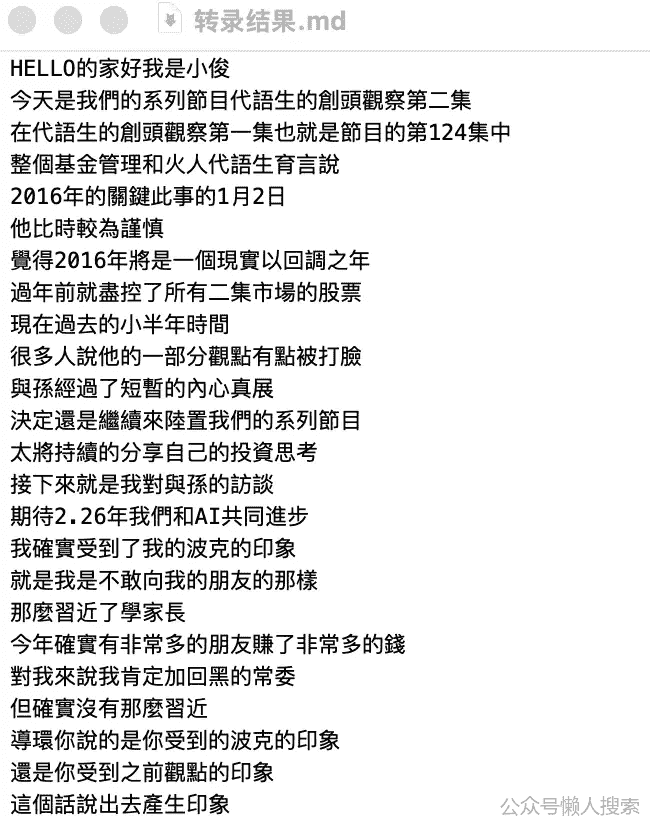 转录结果.md
HELLO的家好我是小俊
今天是我們的系列節目代語生的創頭觀察第二集
在代語生的創頭觀察第一集也就是節目的第124集中
整個基金管理和火人代語生育言說
2016年的關鍵此事的1月2日
他比時較為謹慎
覺得2016年將是一個現實以回調之年
過年前就盡控了所有二集市場的股票
現在過去的小半年時間
很多人說他的一部分觀點有點被打臉
與孫經過了短暫的內心真展
決定還是繼續來陸置我們的系列節目
太將持續的分享自己的投資思考
接下來就是我對與孫的訪談
期待2.26年我們和AI共同進步
我確實受到了我的波克的印象
就是我是不敢向我的朋友的那樣
那麼習近了學家長
今年確實有非常多的朋友賺了非常多的錢
對我來說我肯定加回黑的常委
但確實沒有那麼習近
導環你說的是你受到的波克的印象
還是你受到之前觀點的印象
這個話說出去產生印象
公众号懒人搜索